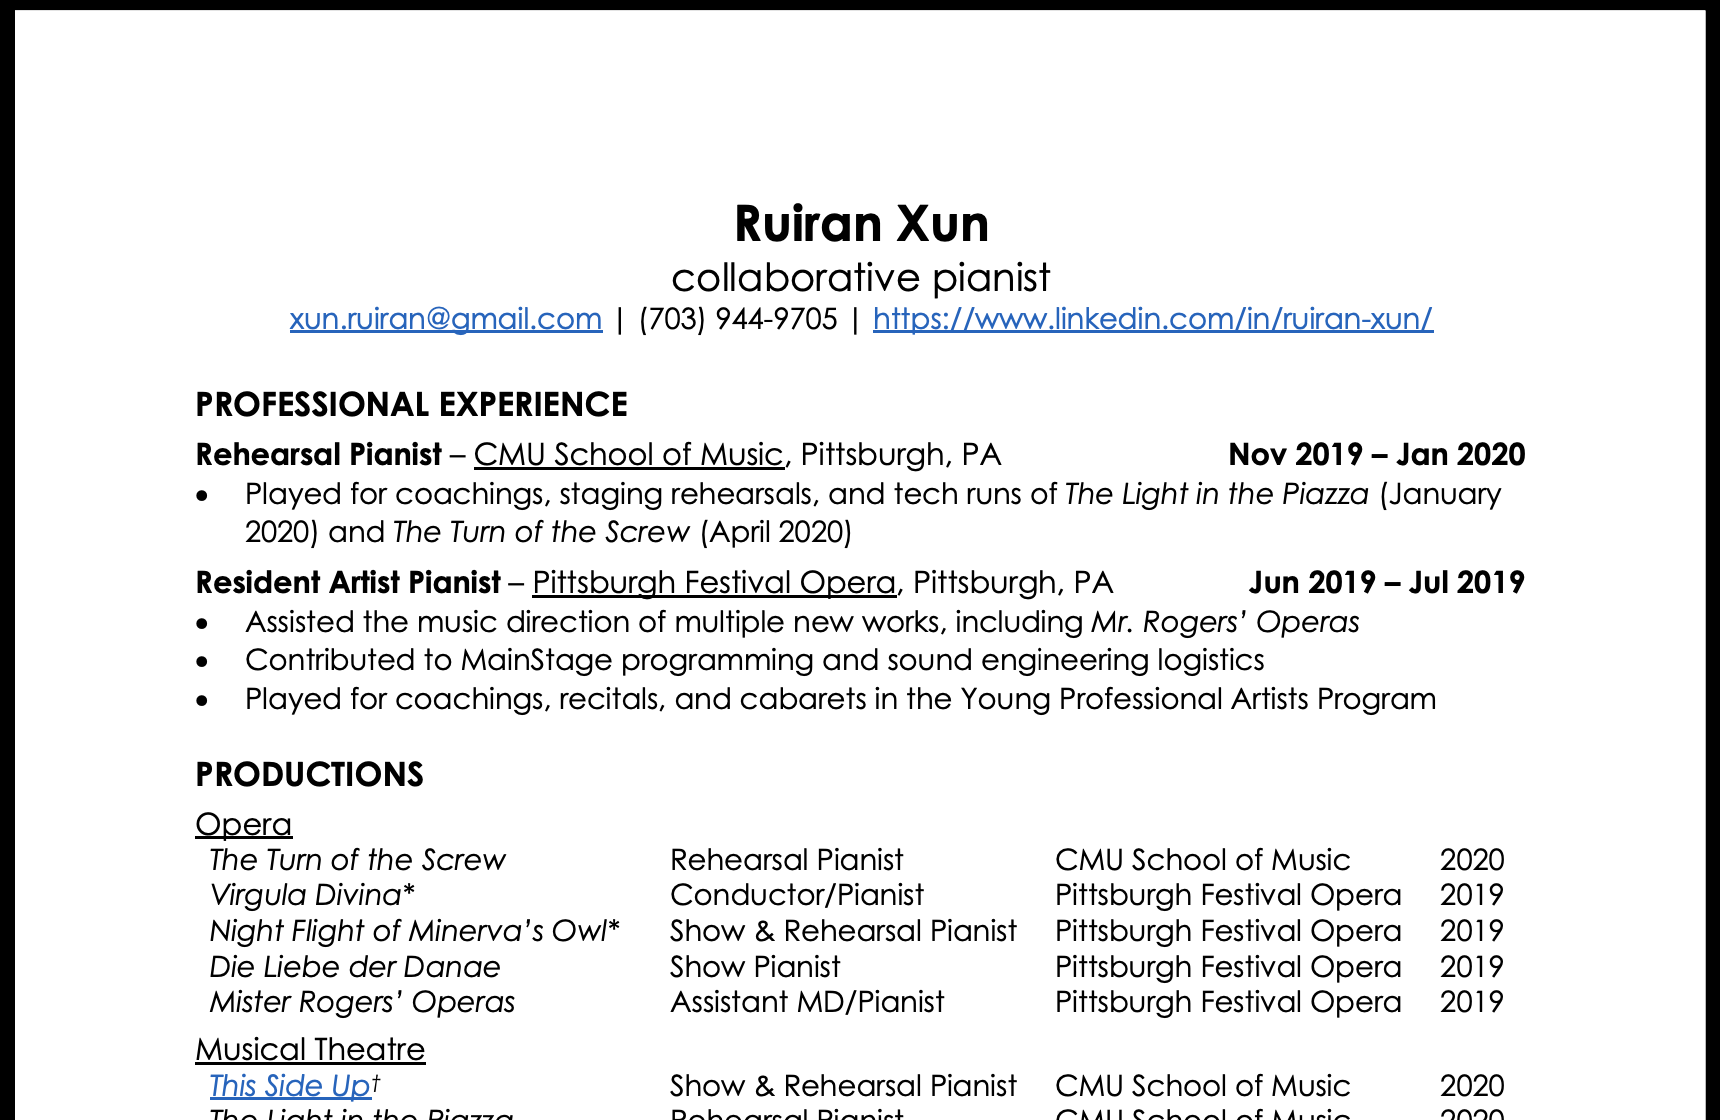 Ruiran Xun
collaborative pianist
xun.ruiran@gmail.com | (703) 944-9705 | https://www.linkedin.com/in/ruiran-xun/
PROFESSIONAL EXPERIENCE
Rehearsal Pianist – CMU School of Music, Pittsburgh, PA Nov 2019 – Jan 2020
• Played for coachings, staging rehearsals, and tech runs of The Light in the Piazza (January
2020) and The Turn of the Screw (April 2020)
Resident Artist Pianist – Pittsburgh Festival Opera, Pittsburgh, PA Jun 2019 – Jul 2019
• Assisted the music direction of multiple new works, including Mr. Rogers’ Operas
• Contributed to MainStage programming and sound engineering logistics
• Played for coachings, recitals, and cabarets in the Young Professional Artists Program
PRODUCTIONS
Opera
The Turn of the Screw Rehearsal Pianist CMU School of Music 2020
Virgula Divina* Conductor/Pianist Pittsburgh Festival Opera 2019
Night Flight of Minerva’s Owl* Show & Rehearsal Pianist Pittsburgh Festival Opera 2019
Die Liebe der Danae Show Pianist Pittsburgh Festival Opera 2019
Mister Rogers’ Operas Assistant MD/Pianist Pittsburgh Festival Opera 2019
Musical Theatre
This Side Up† Show & Rehearsal Pianist CMU School of Music 2020
The Light in the Piazza Rehearsal Pianist CMU School of Music 2020